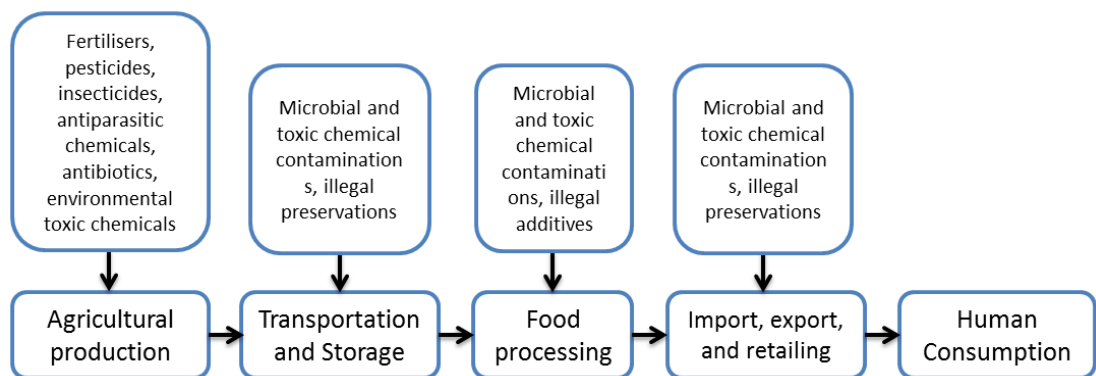 Fertilisers,
pesticides,
insecticides,
antiparasitic
chemicals,
antibiotics,
environmental
toxic chemicals
Microbial and
toxic chemical
contamination
s, illegal
preservations
Microbial
and toxic
chemical
contaminati
ons, illegal
additives
Microbial and
toxic chemical
contamination
s, illegal
preservations
Agricultural
production
Transportation
and Storage
Food
processing
Import, export,
and retailing
Human
Consumption